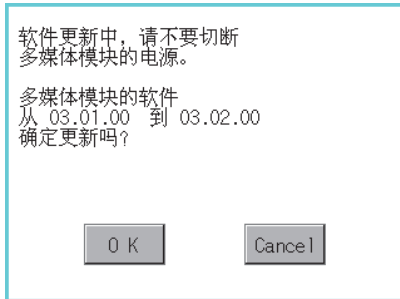 软件更新中，请不要切断
多媒体模块的电源。
多媒体模块的软件
从 03.01.00 到 03.02.00
确定更新吗?
OK
Cancel